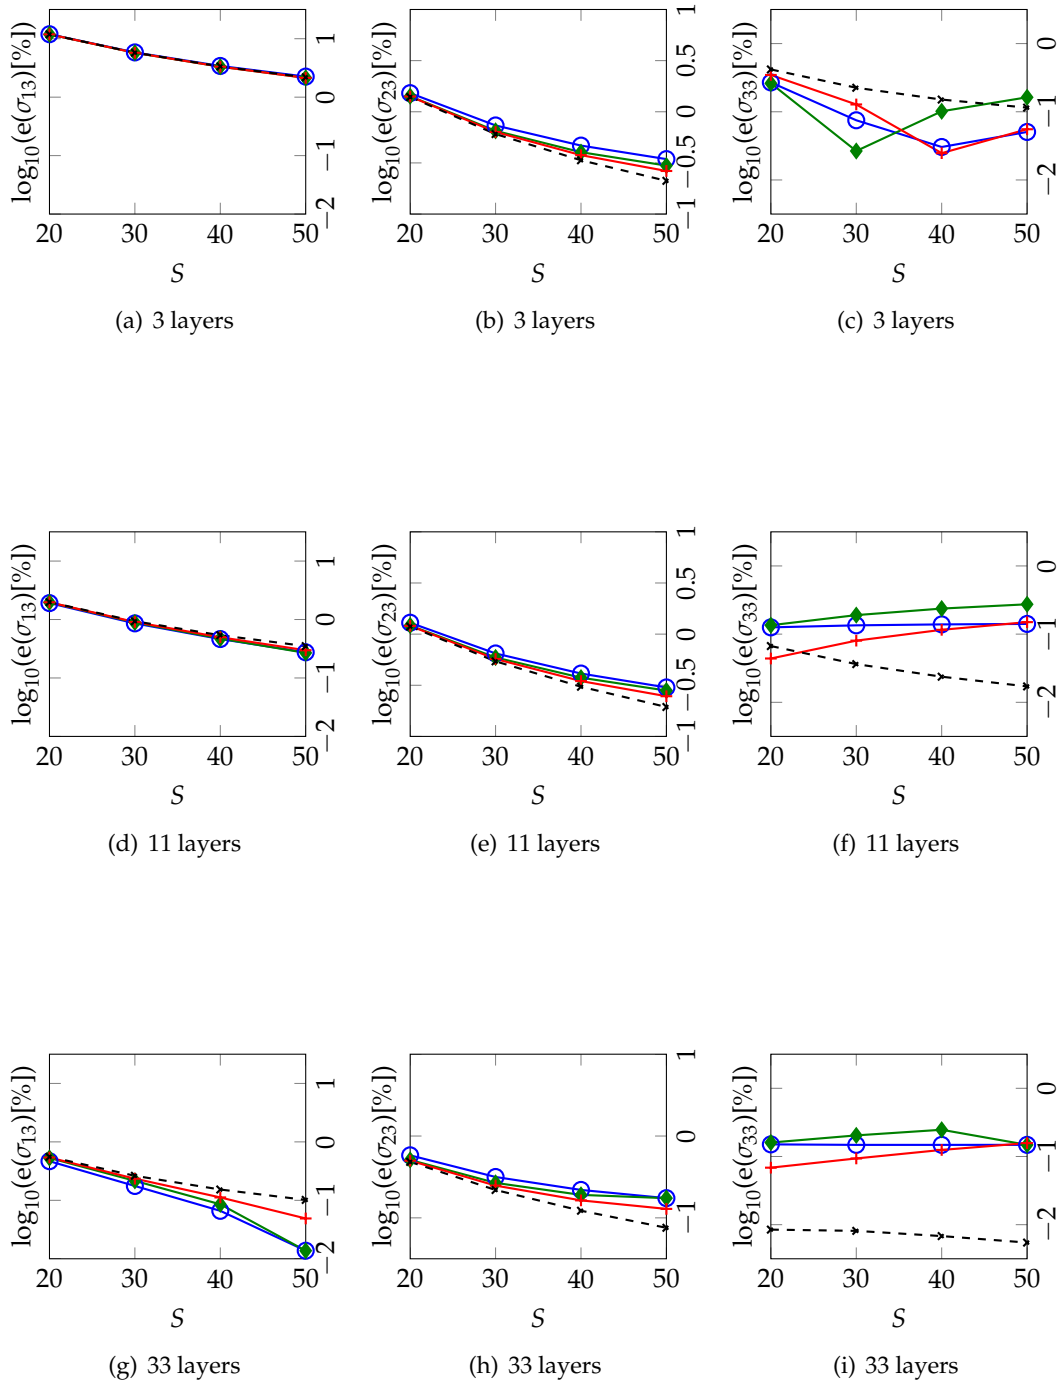 log₁₀(e(σ₁₃)[%])
1
0
−1
−2
20 30 40 50
S
(a) 3 layers
log₁₀(e(σ₂₃)[%])
1
0.5
0
−0.5
−1
20 30 40 50
S
(b) 3 layers
log₁₀(e(σ₃₃)[%])
0
−1
−2
20 30 40 50
S
(c) 3 layers
log₁₀(e(σ₁₃)[%])
1
0
−1
−2
20 30 40 50
S
(d) 11 layers
log₁₀(e(σ₂₃)[%])
1
0.5
0
−0.5
−1
20 30 40 50
S
(e) 11 layers
log₁₀(e(σ₃₃)[%])
0
−1
−2
20 30 40 50
S
(f) 11 layers
log₁₀(e(σ₁₃)[%])
1
0
−1
−2
20 30 40 50
S
(g) 33 layers
log₁₀(e(σ₂₃)[%])
1
0
−1
20 30 40 50
S
(h) 33 layers
log₁₀(e(σ₃₃)[%])
0
−1
−2
20 30 40 50
S
(i) 33 layers